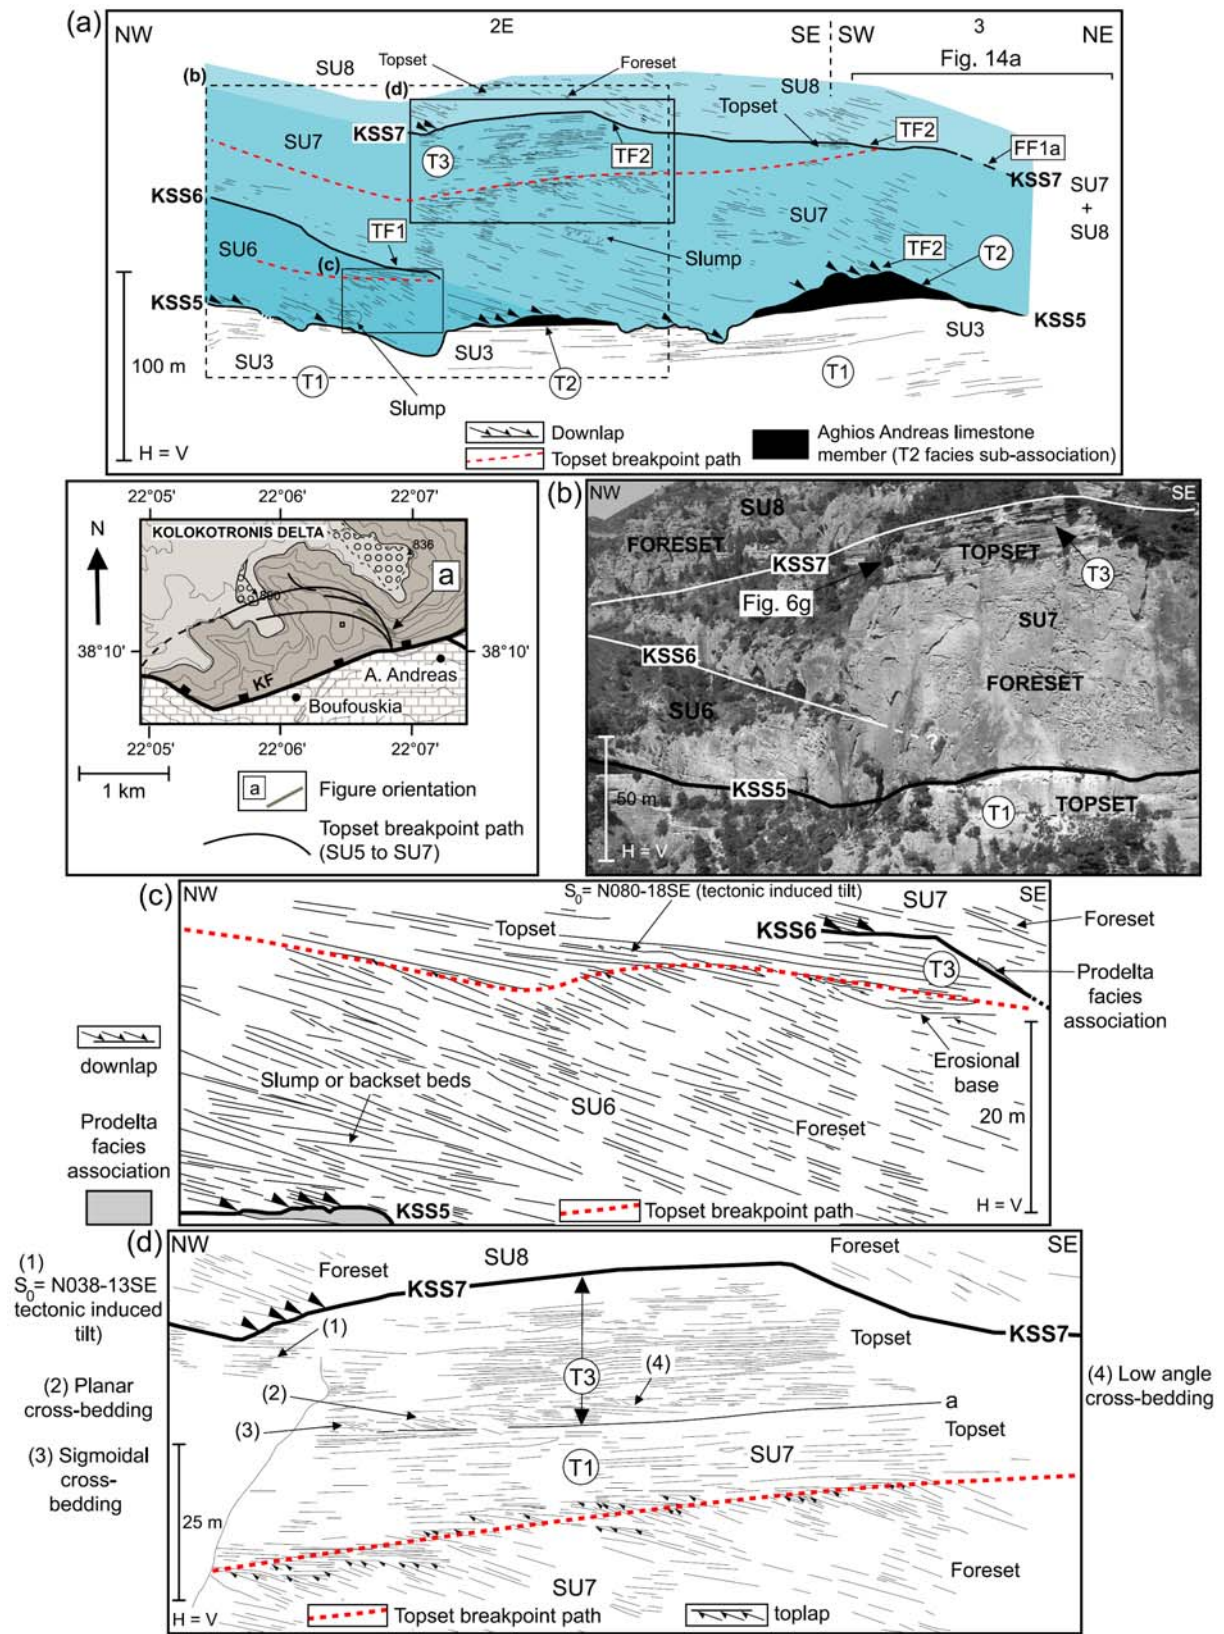 (a)
NW
2E
SE
SW
3
NE
Fig. 14a
(b)
SU8
Topset
Foreset
(d)
SU8
Topset
KSS7
SU7
T3
TF2
TF2
FF1a
KSS7
SU7
+
SU8
KSS6
TF1
SU7
SU6
(c)
Slump
TF2
T2
KSS5
KSS5
SU3
SU3
SU3
100 m
T1
T2
T1
Slump
H = V
Downlap
Topset breakpoint path
Aghios Andreas limestone
member (T2 facies sub-association)
22°05'
22°06'
22°07'
N
KOLOKOTRONIS DELTA
836
a
38°10'
38°10'
KF
A. Andreas
Boufouskia
22°05'
22°06'
22°07'
1 km
a
Figure orientation
Topset breakpoint path
(SU5 to SU7)
(b)
NW
SE
SU8
FORESET
KSS7
TOPSET
T3
Fig. 6g
SU7
KSS6
FORESET
SU6
?
KSS5
50 m
T1
TOPSET
H = V
(c)
NW
S₀= N080-18SE (tectonic induced tilt)
SU7
SE
Topset
KSS6
Foreset
T3
Prodelta
facies
association
downlap
Erosional
base
Slump or backset beds
SU6
Foreset
20 m
Prodelta
facies
association
KSS5
Topset breakpoint path
H = V
(d)
NW
SU8
Foreset
SE
(1)
S₀= N038-13SE
tectonic induced
tilt)
Foreset
KSS7
(1)
Topset
KSS7
T3
(4)
(2) Planar
cross-bedding
(2)
(3)
a
Topset
(4) Low angle
cross-bedding
(3) Sigmoidal
cross-
bedding
T1
SU7
25 m
Foreset
SU7
H = V
Topset breakpoint path
toplap